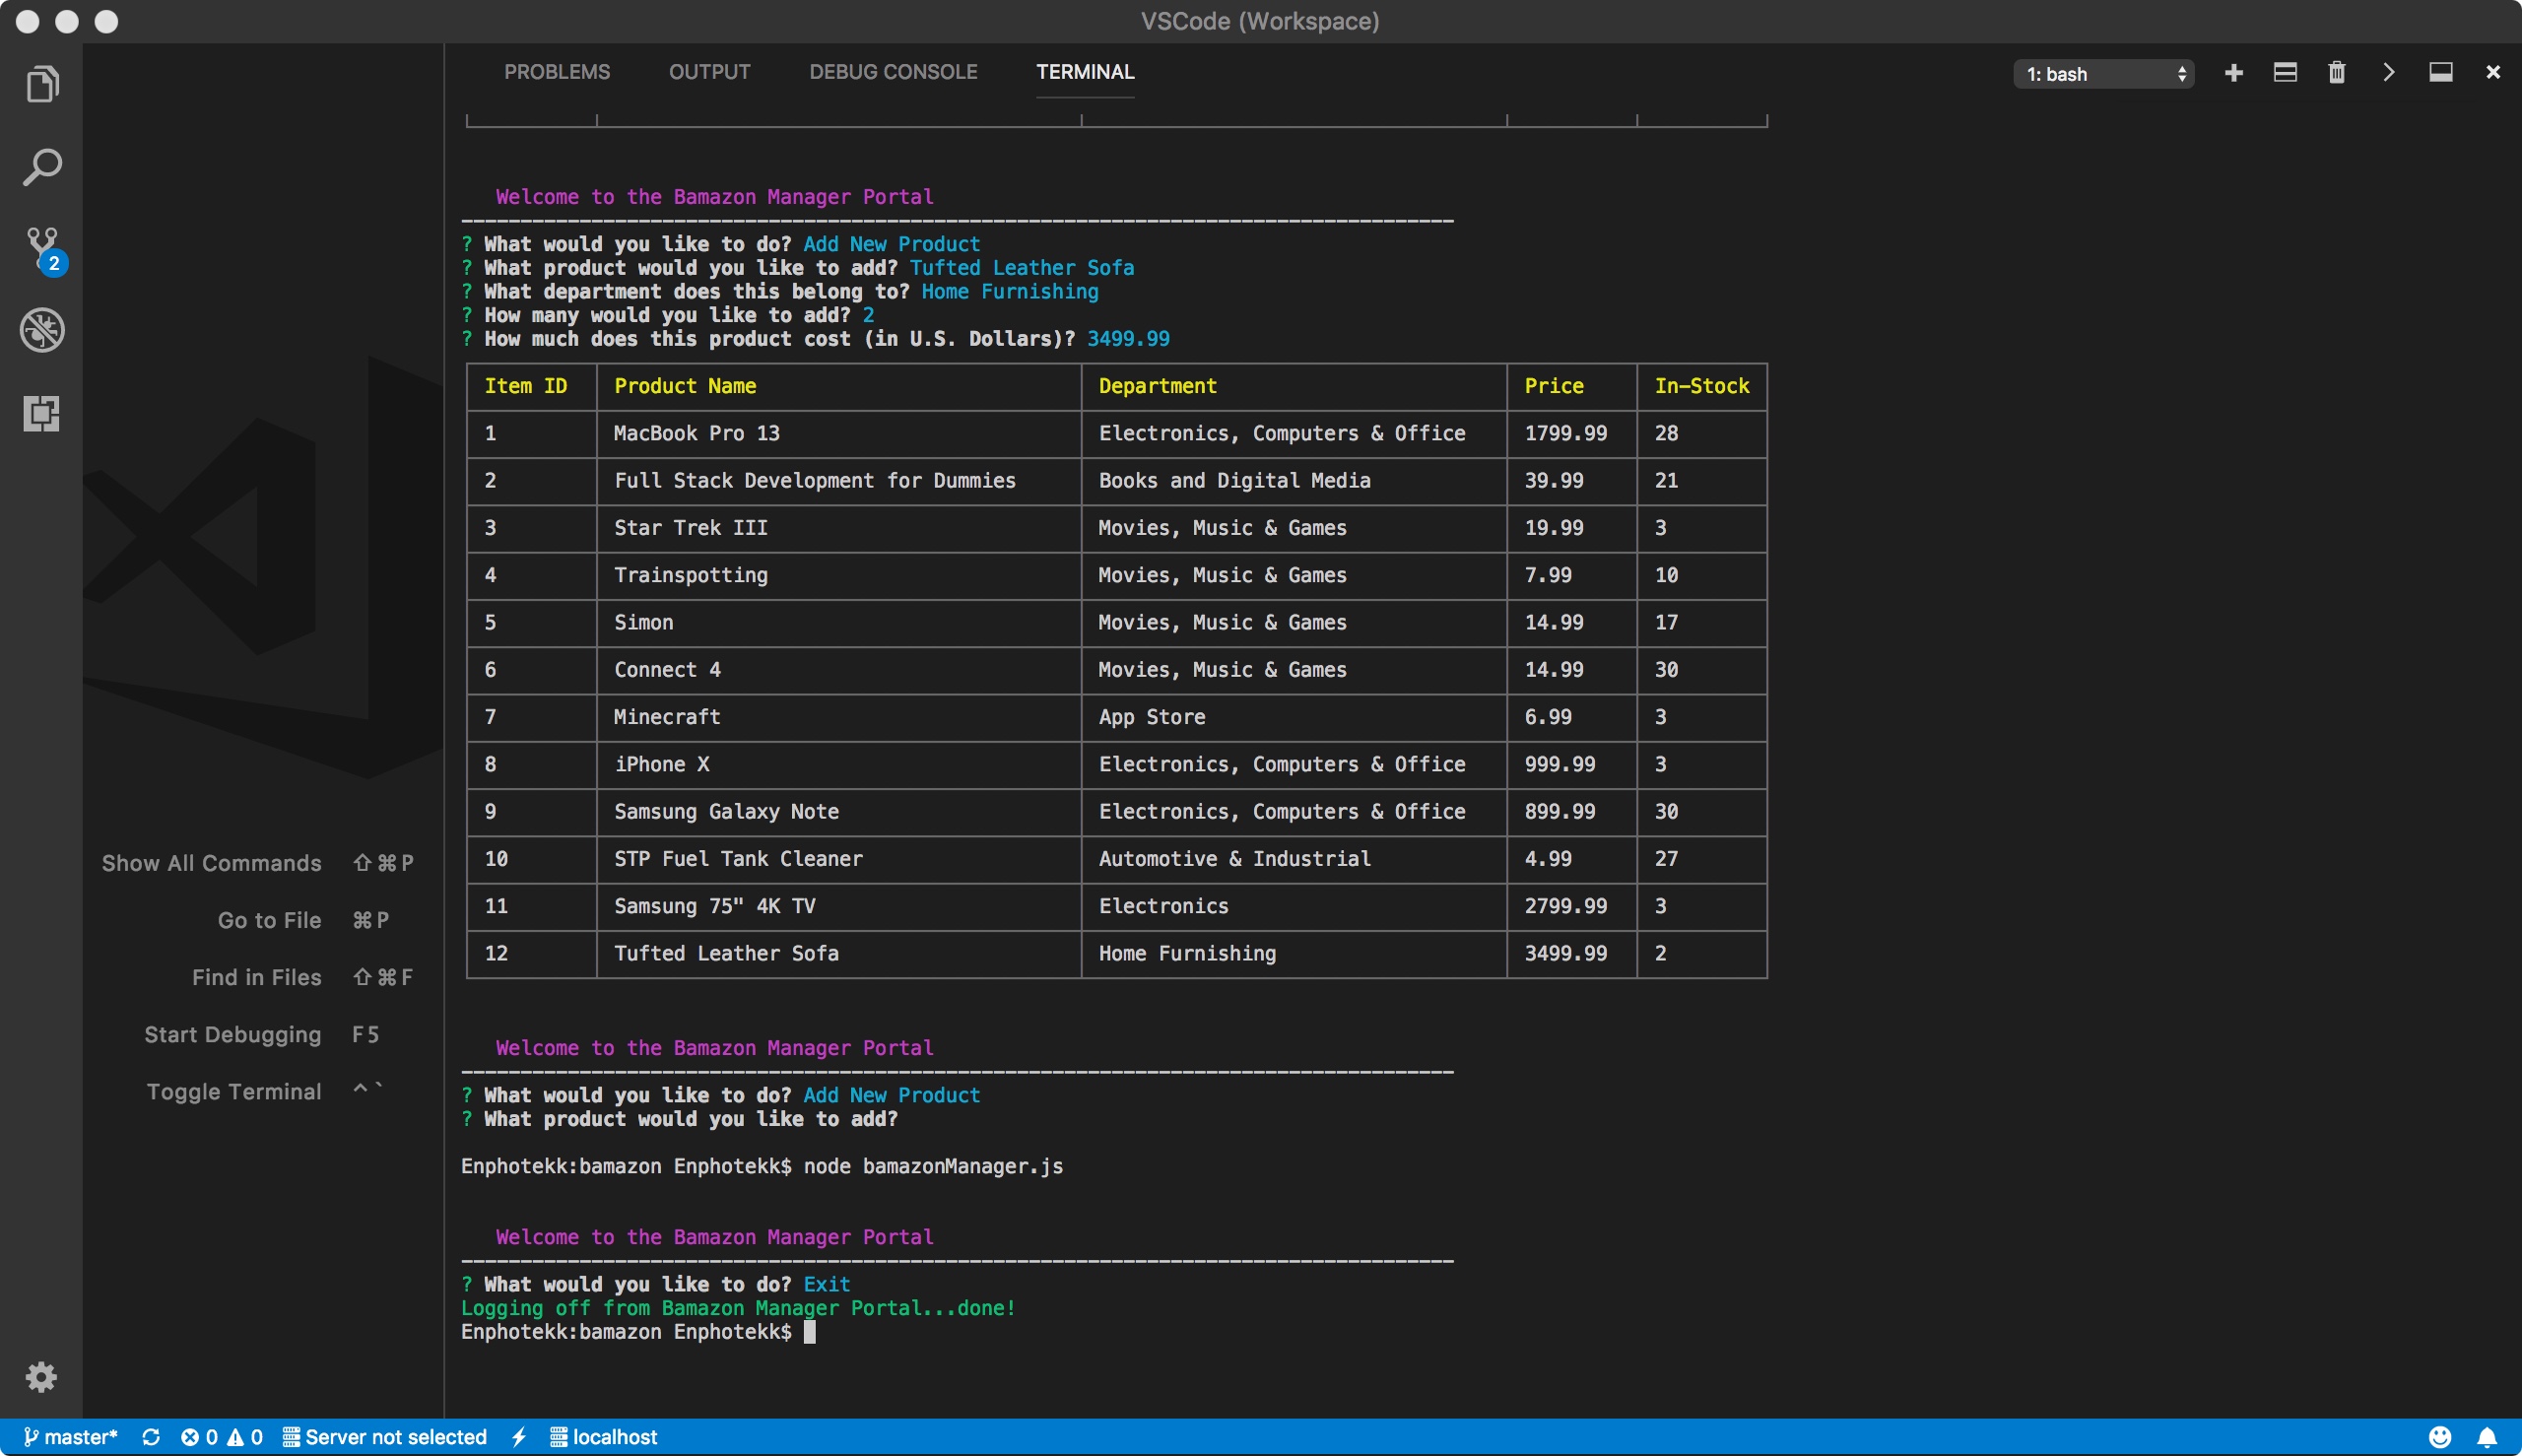 VSCode (Workspace)
PROBLEMS OUTPUT DEBUG CONSOLE TERMINAL
1: bash
Welcome to the Bamazon Manager Portal
? What would you like to do? Add New Product
? What product would you like to add? Tufted Leather Sofa
? What department does this belong to? Home Furnishing
? How many would you like to add? 2
? How much does this product cost (in U.S. Dollars)? 3499.99
Item ID Product Name Department Price In-Stock
1 MacBook Pro 13 Electronics, Computers & Office 1799.99 28
2 Full Stack Development for Dummies Books and Digital Media 39.99 21
3 Star Trek III Movies, Music & Games 19.99 3
4 Trainspotting Movies, Music & Games 7.99 10
5 Simon Movies, Music & Games 14.99 17
6 Connect 4 Movies, Music & Games 14.99 30
7 Minecraft App Store 6.99 3
8 iPhone X Electronics, Computers & Office 999.99 3
9 Samsung Galaxy Note Electronics, Computers & Office 899.99 30
10 STP Fuel Tank Cleaner Automotive & Industrial 4.99 27
11 Samsung 75" 4K TV Electronics 2799.99 3
12 Tufted Leather Sofa Home Furnishing 3499.99 2
Welcome to the Bamazon Manager Portal
? What would you like to do? Add New Product
? What product would you like to add?
Enphotekk:bamazon Enphotekk$ node bamazonManager.js
Welcome to the Bamazon Manager Portal
? What would you like to do? Exit
Logging off from Bamazon Manager Portal...done!
Enphotekk:bamazon Enphotekk$
2
Show All Commands ⇧⌘P
Go to File ⌘P
Find in Files ⇧⌘F
Start Debugging F5
Toggle Terminal ^`
master* 0 0 Server not selected localhost